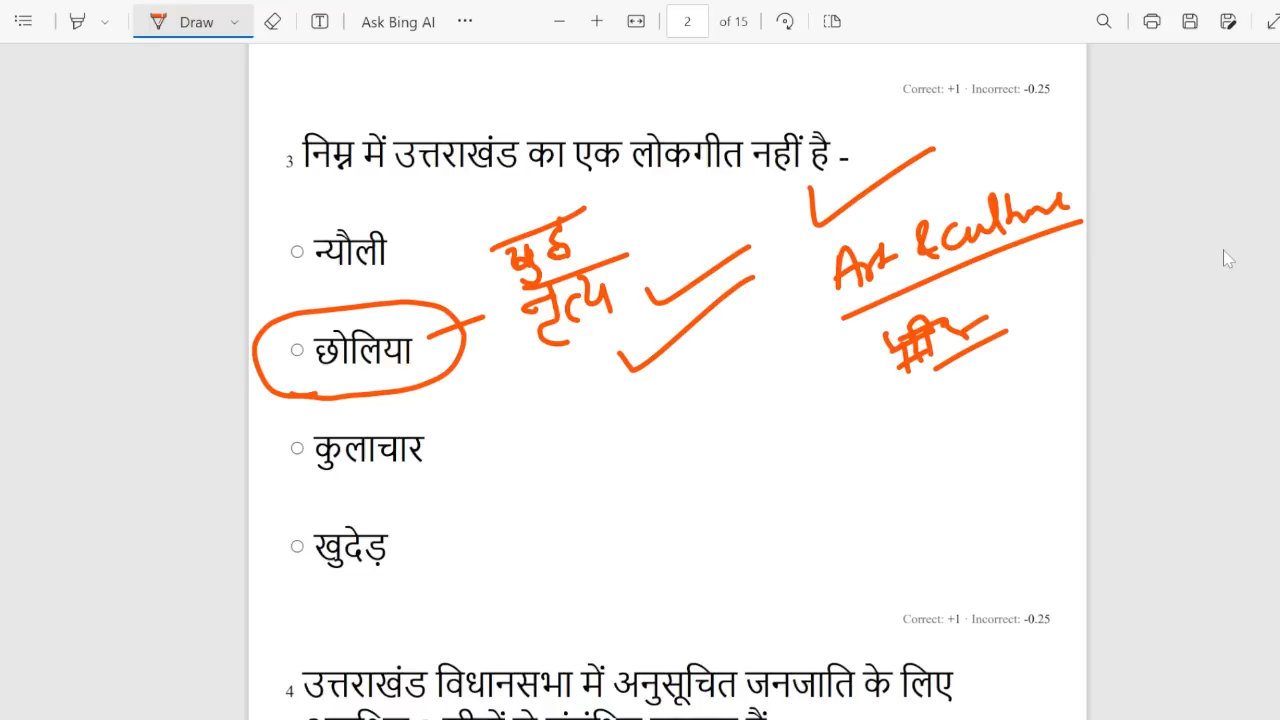 Draw
Ask Bing AI
2 of 15
Correct: +1 · Incorrect: -0.25
3 निम्न में उत्तराखंड का एक लोकगीत नहीं है -
न्यौली
युद्ध
नृत्य
Art & Culture
छोलिया
कुलाचार
खुदेड़
Correct: +1 · Incorrect: -0.25
4 उत्तराखंड विधानसभा में अनुसूचित जनजाति के लिए